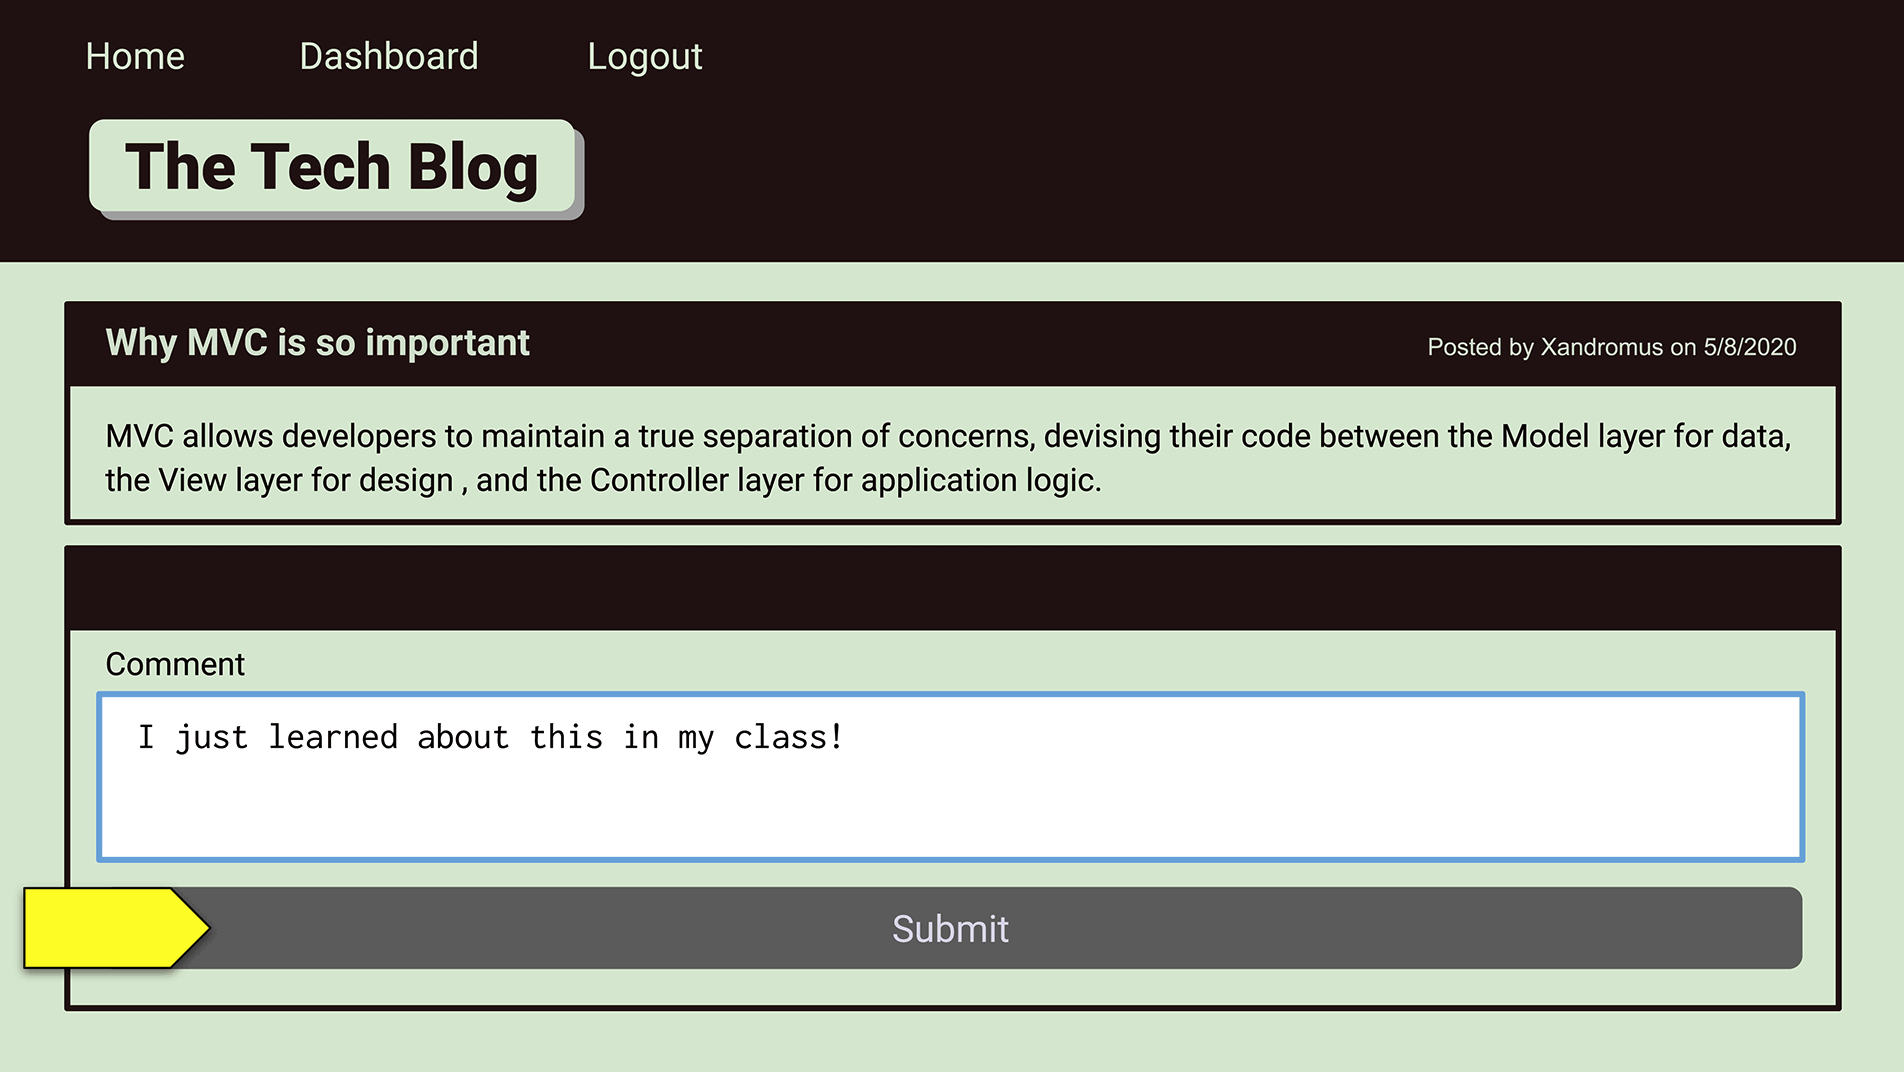 Home Dashboard Logout
The Tech Blog
Why MVC is so important
Posted by Xandromus on 5/8/2020
MVC allows developers to maintain a true separation of concerns, devising their code between the Model layer for data,
the View layer for design , and the Controller layer for application logic.
Comment
I just learned about this in my class!
Submit